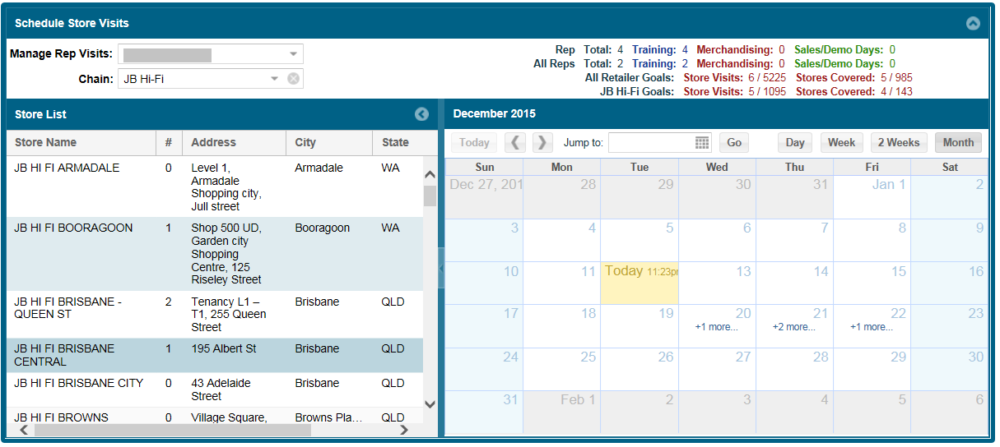 Schedule Store Visits
Manage Rep Visits:
Chain: JB Hi-Fi
Rep Total: 4 Training: 4 Merchandising: 0 Sales/Demo Days: 0
All Reps Total: 2 Training: 2 Merchandising: 0 Sales/Demo Days: 0
All Retailer Goals: Store Visits: 6 / 5225 Stores Covered: 5 / 985
JB Hi-Fi Goals: Store Visits: 5 / 1095 Stores Covered: 4 / 143
Store List
Store Name # Address City State
JB HI FI ARMADALE 0 Level 1, Armadale WA
Armadale
Shopping city,
Jull street
JB HI FI BOORAGOON 1 Shop 500 UD, Booragoon WA
Garden city
Shopping
Centre, 125
Riseley Street
JB HI FI BRISBANE - 2 Tenancy L1 – Brisbane QLD
QUEEN ST T1, 255 Queen
Street
JB HI FI BRISBANE 1 195 Albert St Brisbane QLD
CENTRAL
JB HI FI BRISBANE CITY 0 43 Adelaide Brisbane QLD
Street
JB HI FI BROWNS 0 Village Square, Browns Pla... QLD
December 2015
Today Jump to: Go Day Week 2 Weeks Month
Sun Mon Tue Wed Thu Fri Sat
Dec 27, 201 28 29 30 31 Jan 1 2
3 4 5 6 7 8 9
10 11 Today 11:23pm 13 14 15 16
17 18 19 20 21 22 23
+1 more... +2 more... +1 more...
24 25 26 27 28 29 30
31 Feb 1 2 3 4 5 6